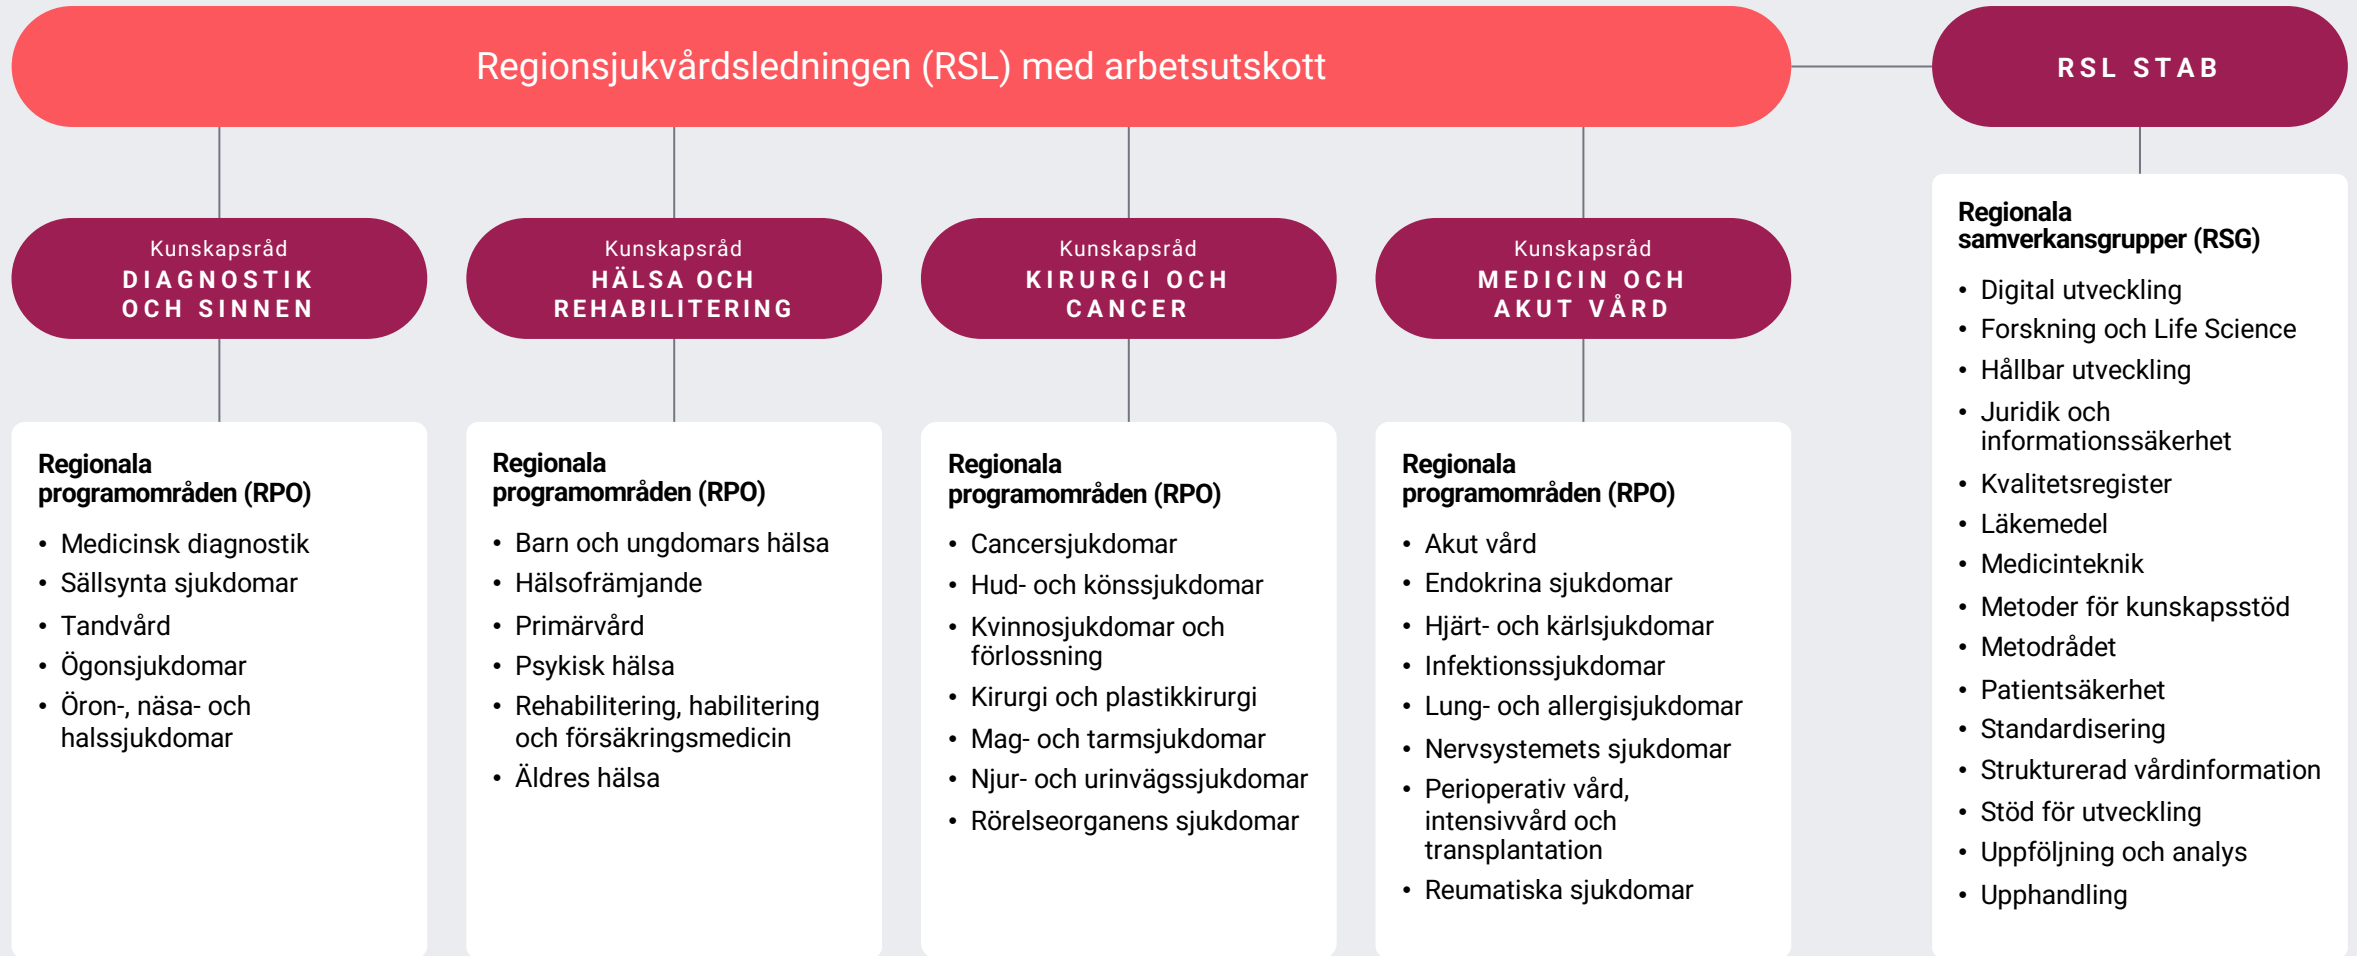 Regionsjukvårdsledningen (RSL) med arbetsutskott
RSL STAB
Kunskapsråd
DIAGNOSTIK
OCH SINNEN
Regionala
programområden (RPO)
• Medicinsk diagnostik
• Sällsynta sjukdomar
• Tandvård
• Ögonsjukdomar
• Öron-, näsa- och
halssjukdomar
Kunskapsråd
HÄLSA OCH
REHABILITERING
Regionala
programområden (RPO)
• Barn och ungdomars hälsa
• Hälsofrämjande
• Primärvård
• Psykisk hälsa
• Rehabilitering, habilitering
och försäkringsmedicin
• Äldres hälsa
Kunskapsråd
KIRURGI OCH
CANCER
Regionala
programområden (RPO)
• Cancersjukdomar
• Hud- och könssjukdomar
• Kvinnosjukdomar och
förlossning
• Kirurgi och plastikkirurgi
• Mag- och tarmsjukdomar
• Njur- och urinvägssjukdomar
• Rörelseorganens sjukdomar
Kunskapsråd
MEDICIN OCH
AKUT VÅRD
Regionala
programområden (RPO)
• Akut vård
• Endokrina sjukdomar
• Hjärt- och kärlsjukdomar
• Infektionssjukdomar
• Lung- och allergisjukdomar
• Nervsystemets sjukdomar
• Perioperativ vård,
intensivvård och
transplantation
• Reumatiska sjukdomar
Regionala
samverkansgrupper (RSG)
• Digital utveckling
• Forskning och Life Science
• Hållbar utveckling
• Juridik och
informationssäkerhet
• Kvalitetsregister
• Läkemedel
• Medicinteknik
• Metoder för kunskapsstöd
• Metodrådet
• Patientsäkerhet
• Standardisering
• Strukturerad vårdinformation
• Stöd för utveckling
• Uppföljning och analys
• Upphandling